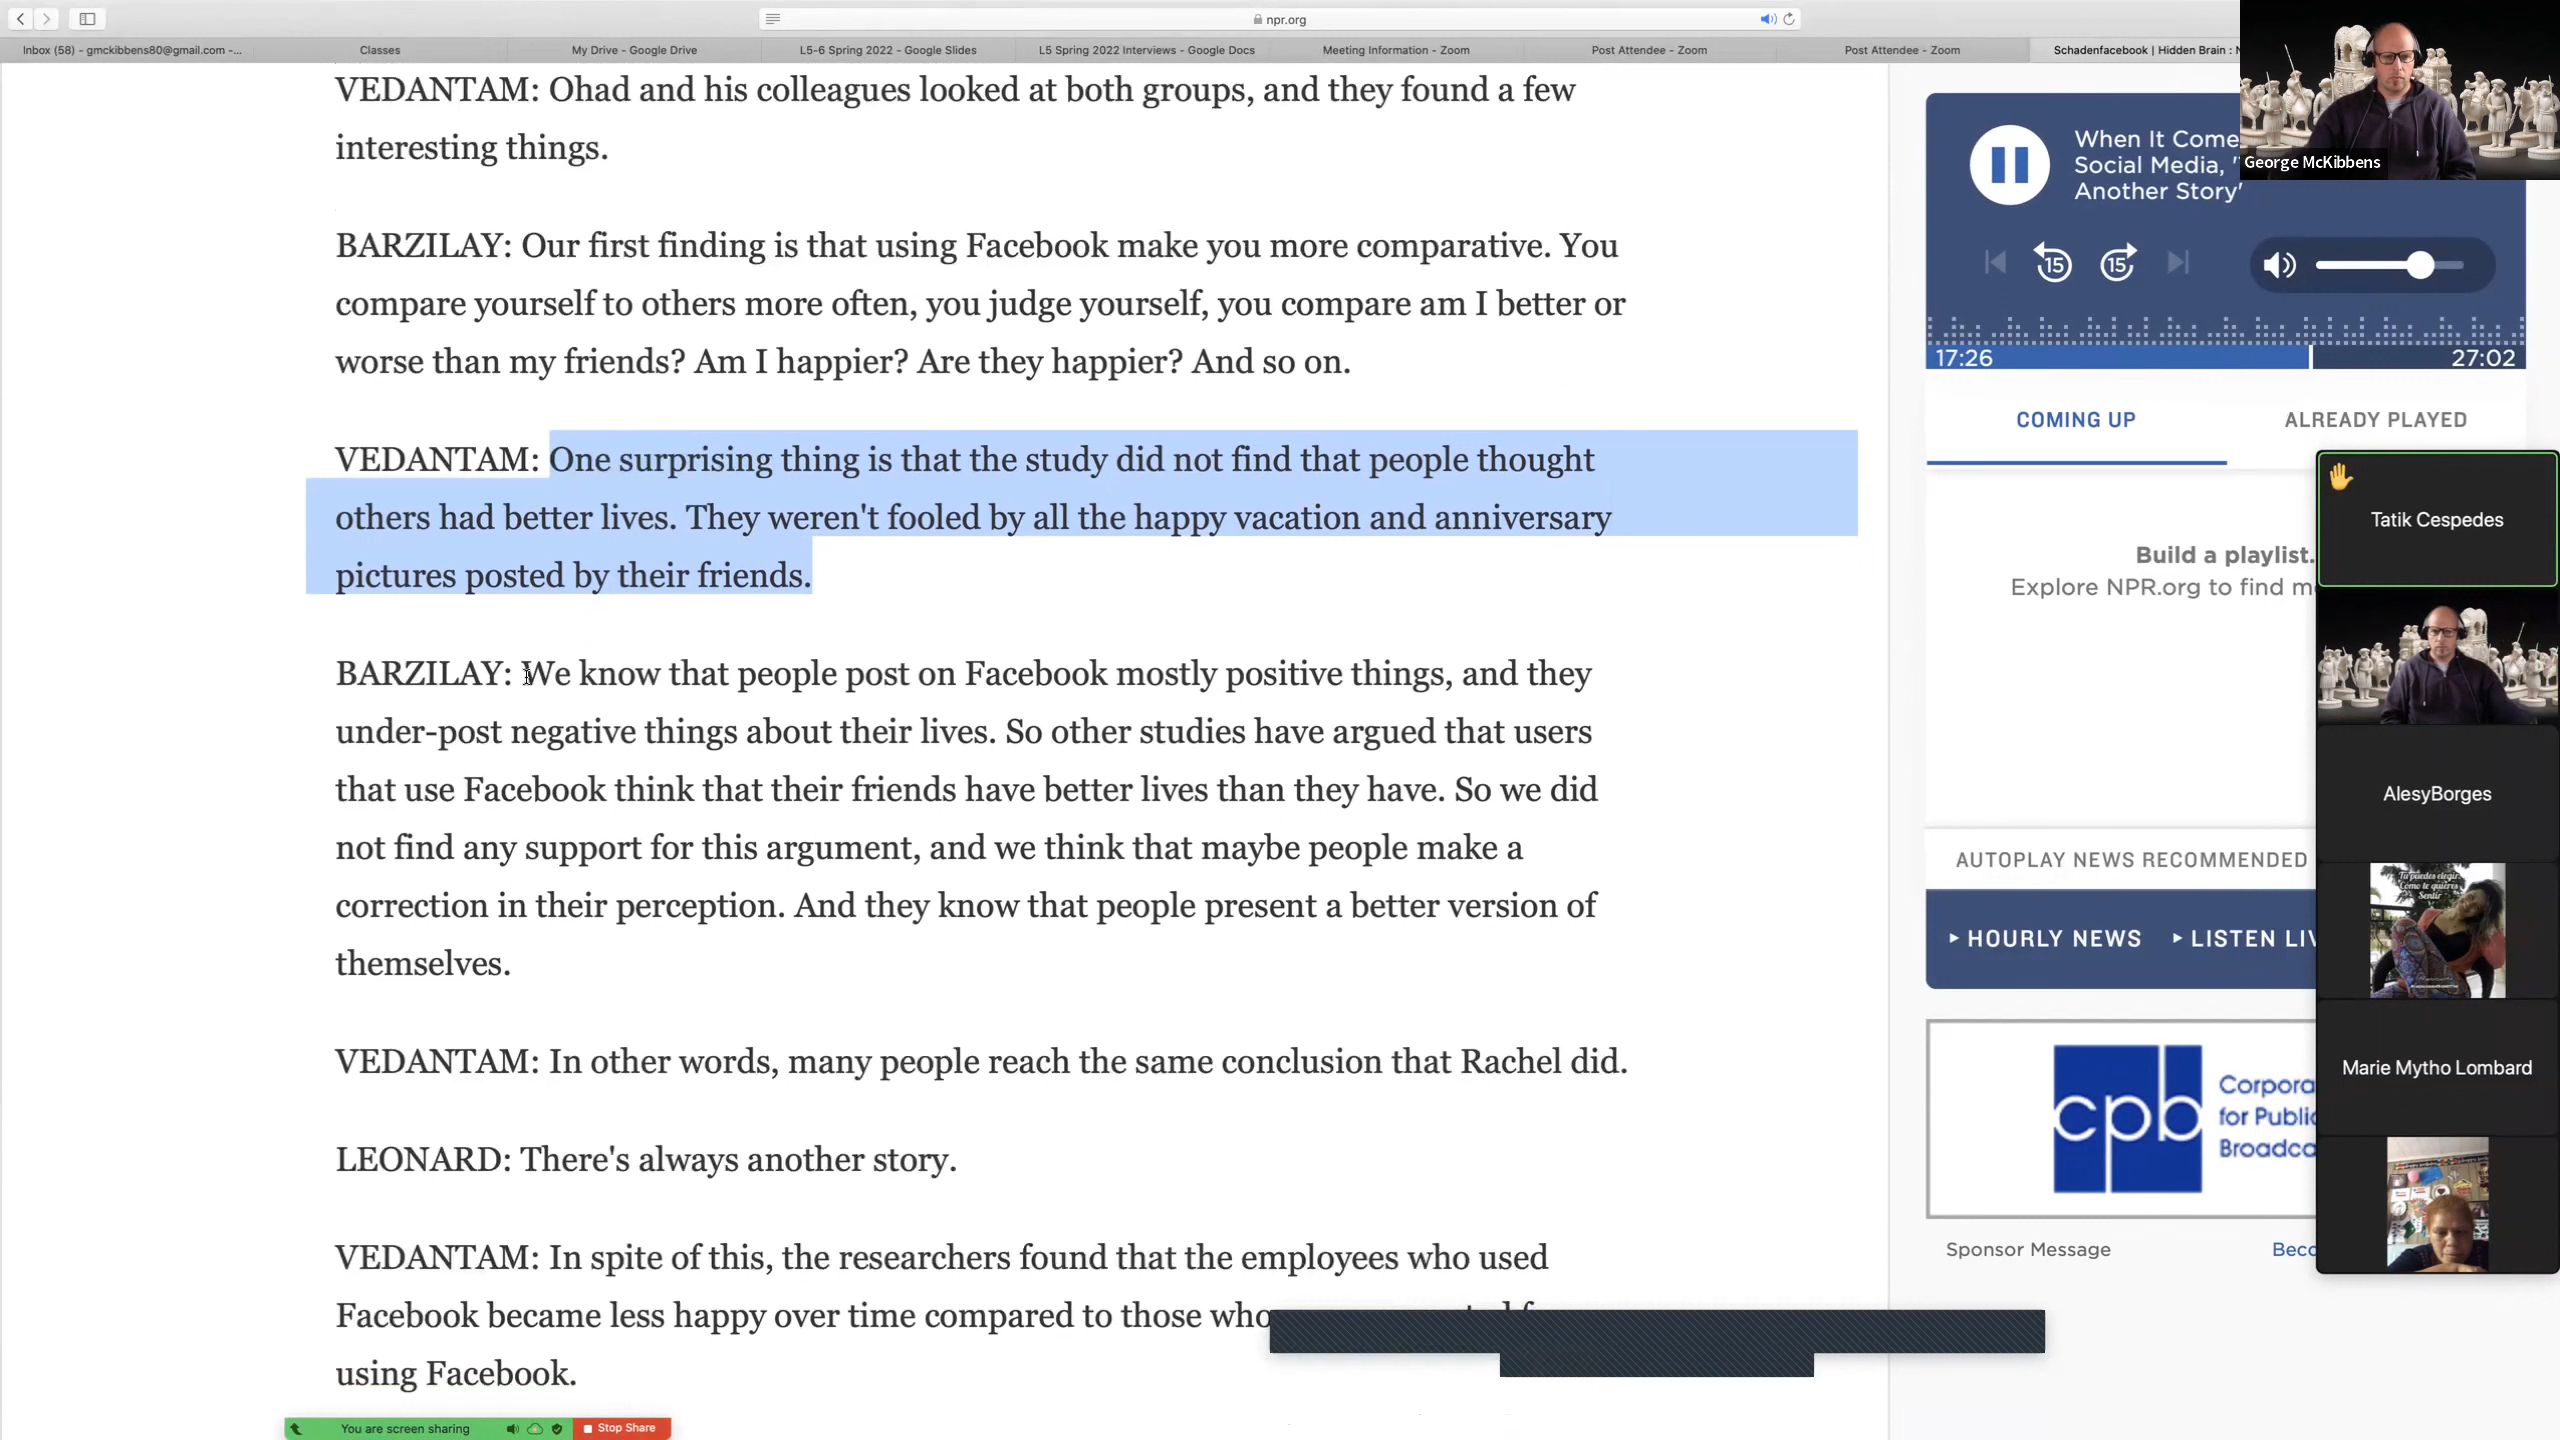 npr.org
Inbox (58) - gmckibbens80@gmail.com -...
Classes
My Drive - Google Drive
L5-6 Spring 2022 - Google Slides
L5 Spring 2022 Interviews - Google Docs
Meeting Information - Zoom
Post Attendee - Zoom
Post Attendee - Zoom
Schadenfacebook | Hidden Brain : N
George McKibbens
VEDANTAM: Ohad and his colleagues looked at both groups, and they found a few
interesting things.
BARZILAY: Our first finding is that using Facebook make you more comparative. You
compare yourself to others more often, you judge yourself, you compare am I better or
worse than my friends? Am I happier? Are they happier? And so on.
VEDANTAM: One surprising thing is that the study did not find that people thought
others had better lives. They weren't fooled by all the happy vacation and anniversary
pictures posted by their friends.
BARZILAY: We know that people post on Facebook mostly positive things, and they
under-post negative things about their lives. So other studies have argued that users
that use Facebook think that their friends have better lives than they have. So we did
not find any support for this argument, and we think that maybe people make a
correction in their perception. And they know that people present a better version of
themselves.
VEDANTAM: In other words, many people reach the same conclusion that Rachel did.
LEONARD: There's always another story.
VEDANTAM: In spite of this, the researchers found that the employees who used
Facebook became less happy over time compared to those who
using Facebook.
You are screen sharing
Stop Share
When It Come
Social Media, '
Another Story'
15
15
17:26
27:02
COMING UP
ALREADY PLAYED
Build a playlist.
Explore NPR.org to find m
AUTOPLAY NEWS RECOMMENDED
HOURLY NEWS
LISTEN LIV
cpb
Corpora
for Public
Broadca
Sponsor Message
Beco
Tatik Cespedes
AlesyBorges
Tu puedes elegir.
Como te quieres
Sentir
Marie Mytho Lombard